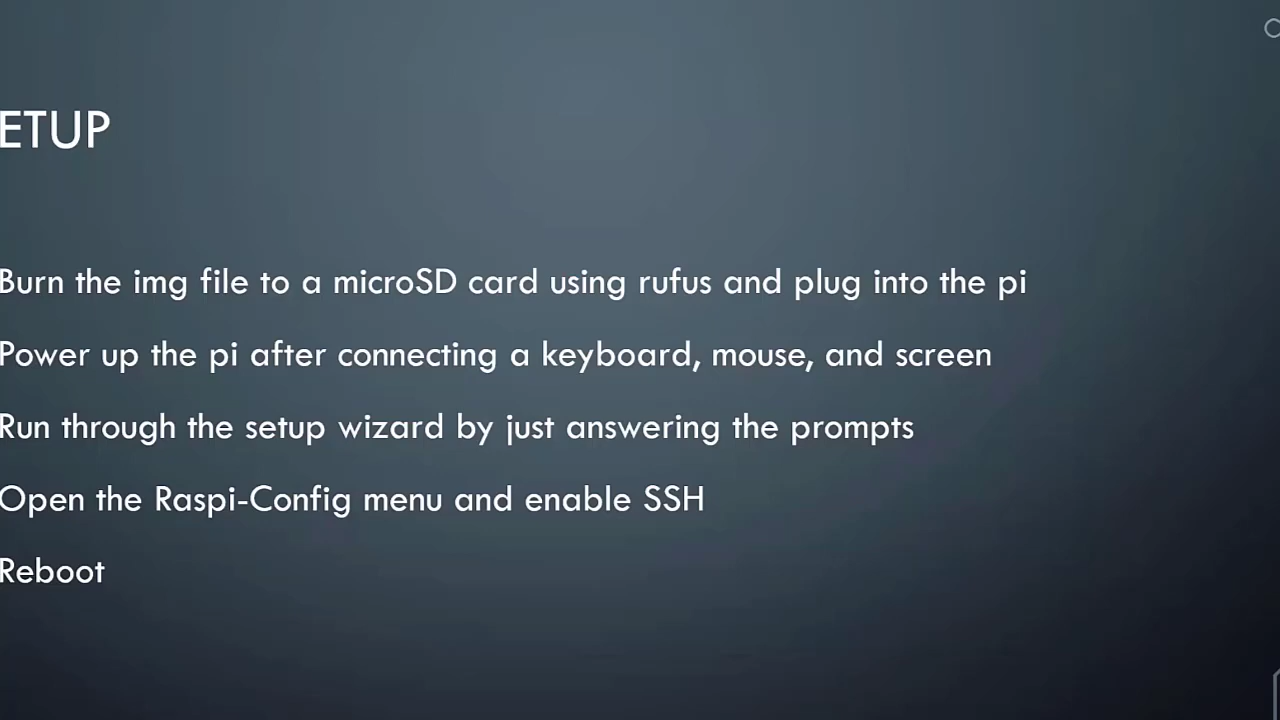 ETUP
Burn the img file to a microSD card using rufus and plug into the pi
Power up the pi after connecting a keyboard, mouse, and screen
Run through the setup wizard by just answering the prompts
Open the Raspi-Config menu and enable SSH
Reboot